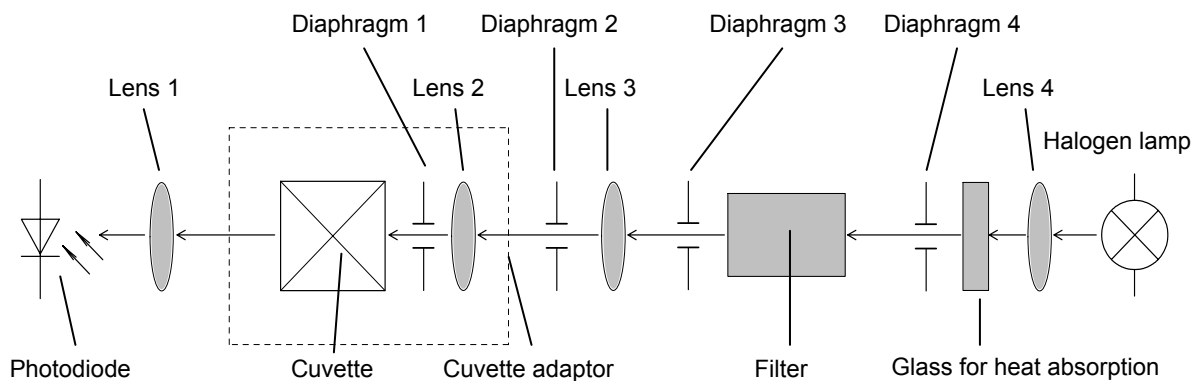 Diaphragm 1
Diaphragm 2
Diaphragm 3
Diaphragm 4
Lens 1
Lens 2
Lens 3
Lens 4
Halogen lamp
Photodiode
Cuvette
Cuvette adaptor
Filter
Glass for heat absorption